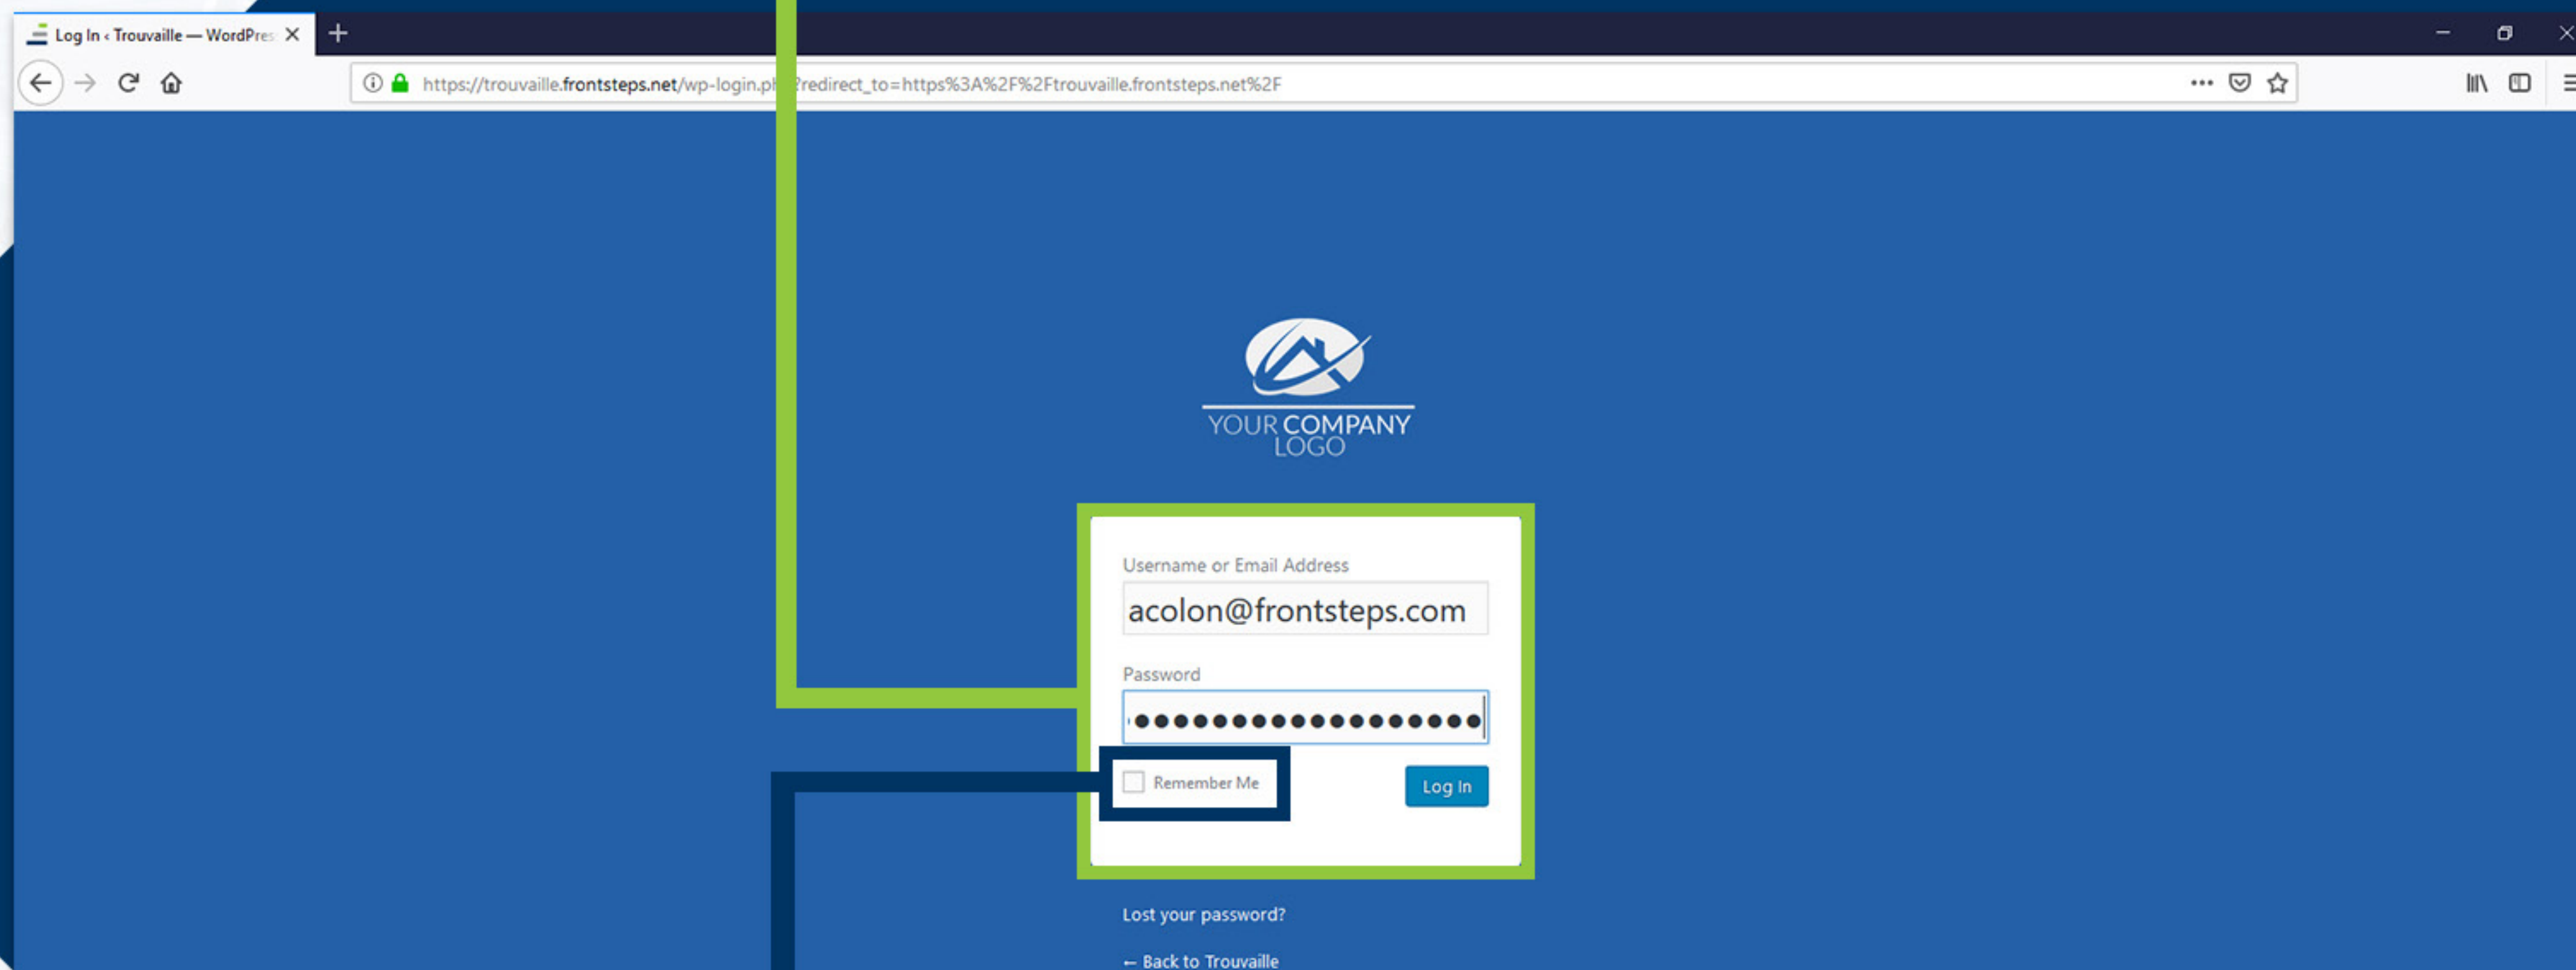 Log In ‹ Trouvaille — WordPres
https://trouvaille.frontsteps.net/wp-login.ph?redirect_to=https%3A%2F%2Ftrouvaille.frontsteps.net%2F
YOUR COMPANY
LOGO
Username or Email Address
acolon@frontsteps.com
Password
Remember Me
Log In
Lost your password?
← Back to Trouvaille